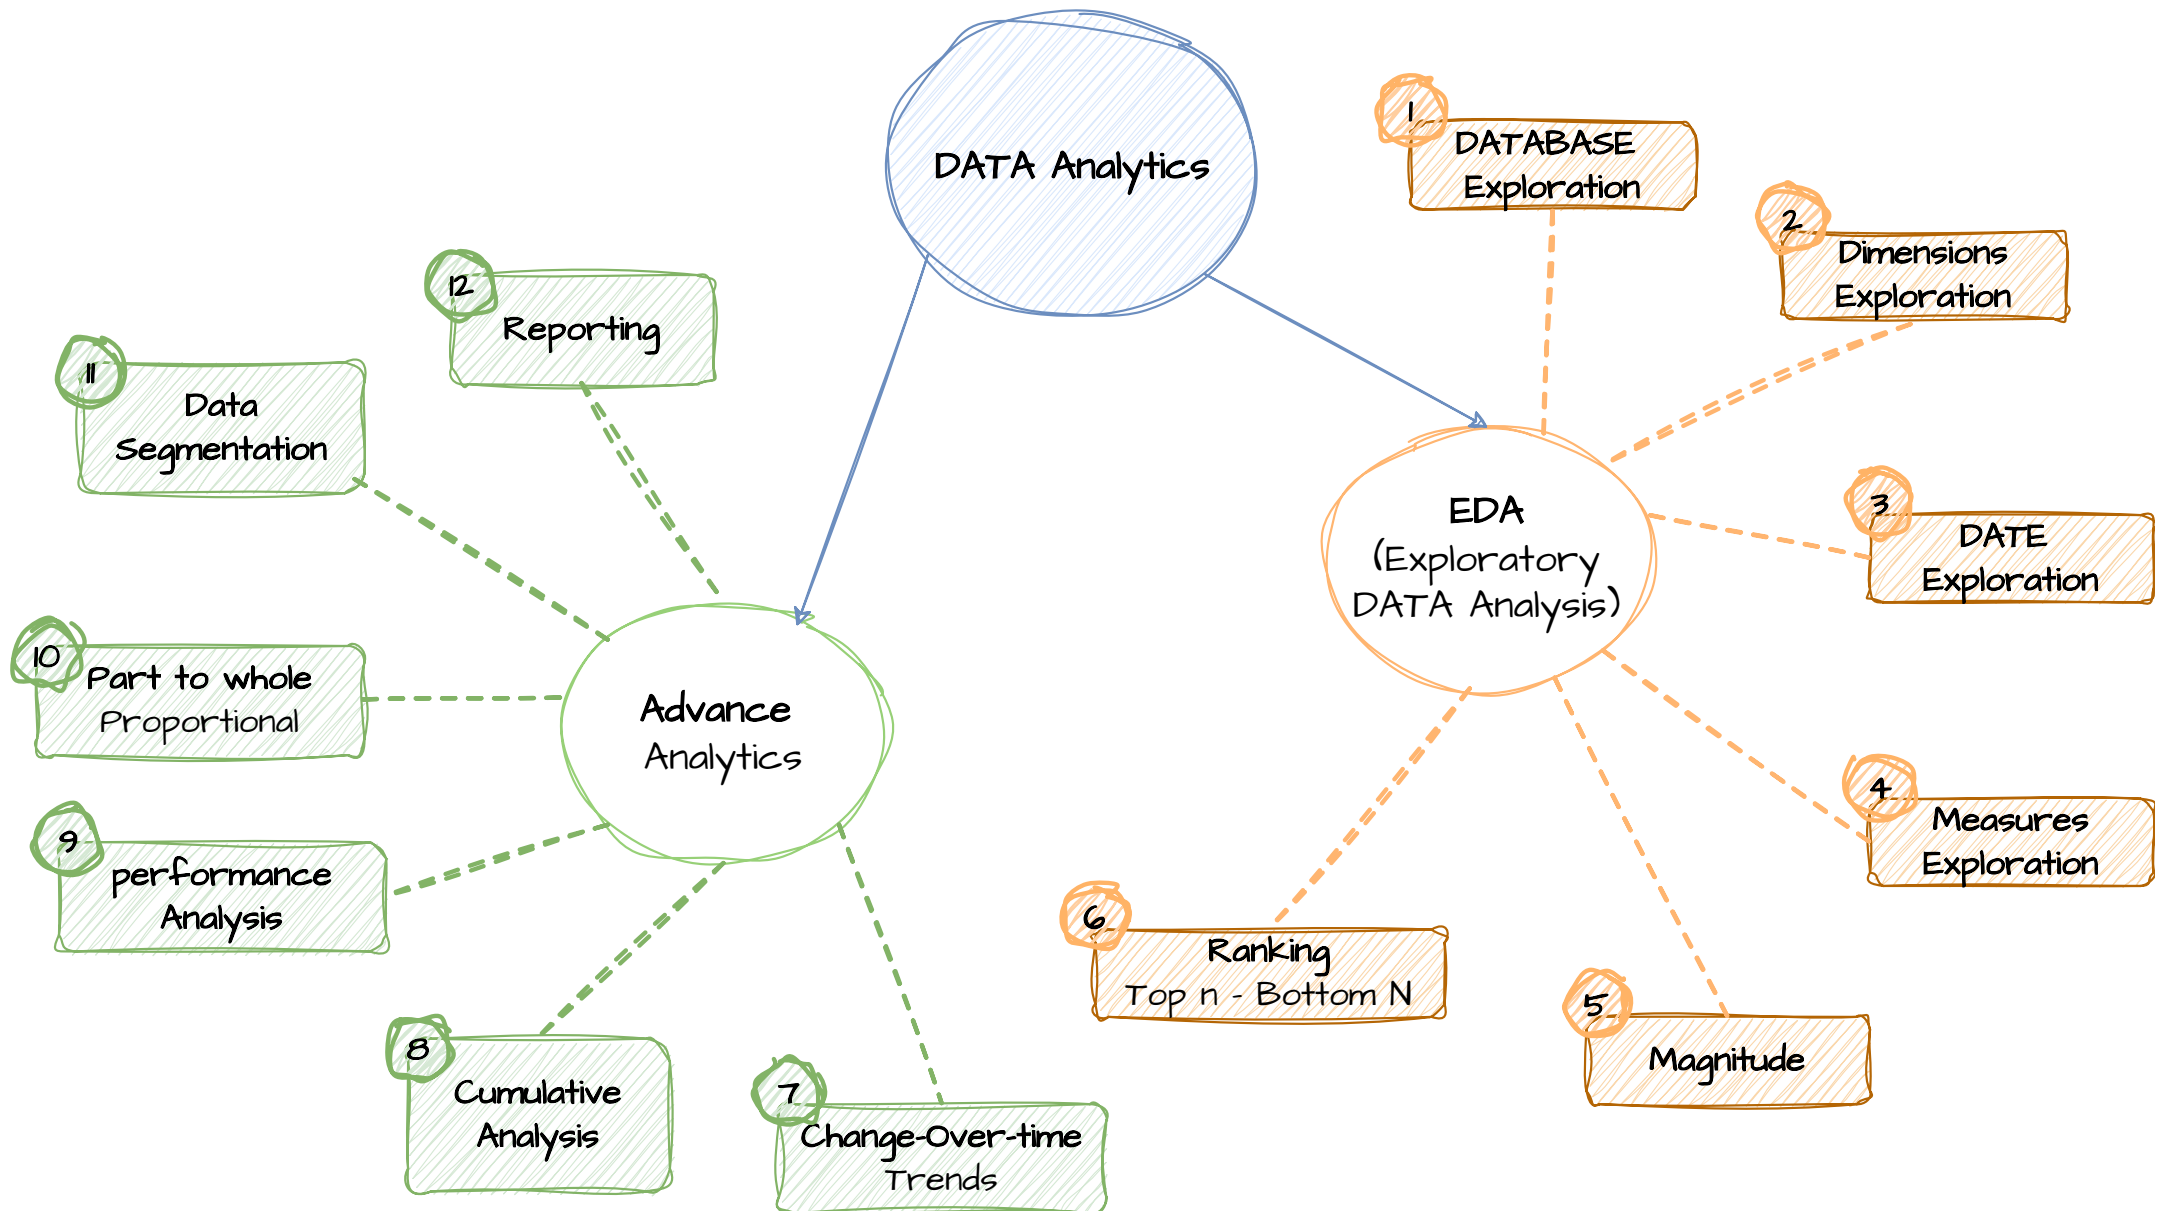 DATA Analytics
1
DATABASE
Exploration
2
Dimensions
Exploration
12
Reporting
11
Data
Segmentation
EDA
(Exploratory
DATA Analysis)
3
DATE
Exploration
10
Part to whole
Proportional
Advance
Analytics
4
Measures
Exploration
9
performance
Analysis
6
Ranking
Top n - Bottom N
5
Magnitude
8
Cumulative
Analysis
7
Change-Over-time
Trends